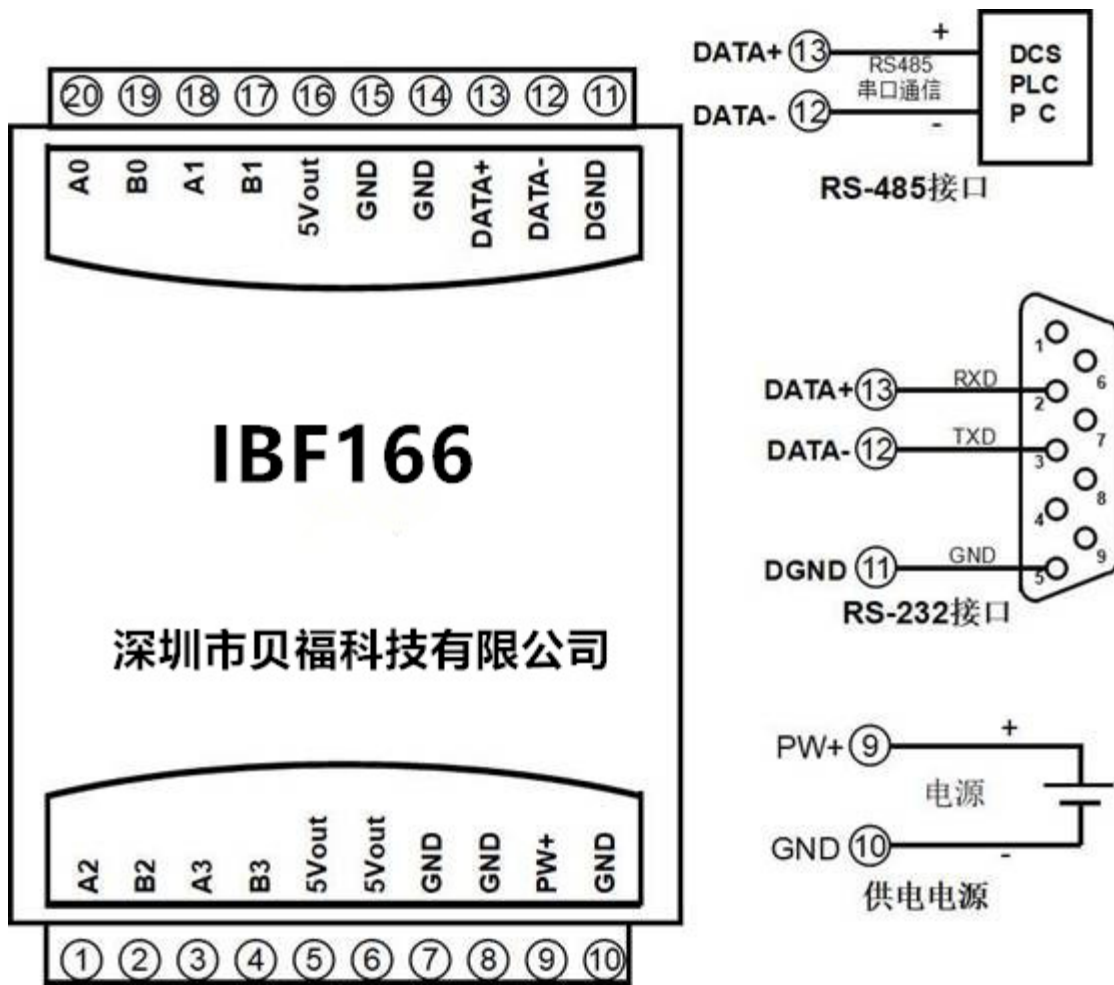 20 19 18 17 16 15 14 13 12 11
A0 B0 A1 B1 5Vout GND GND DATA+ DATA- DGND
IBF166
深圳市贝福科技有限公司
A2 B2 A3 B3 5Vout 5Vout GND GND PW+ GND
1 2 3 4 5 6 7 8 9 10
DATA+ 13 + DCS
RS485 PLC
串口通信 P C
DATA- 12 -
RS-485接口
1
6
DATA+ 13 RXD 2
7
DATA- 12 TXD 3
8
4
9
DGND 11 GND 5
RS-232接口
PW+ 9 +
电源
GND 10 -
供电电源